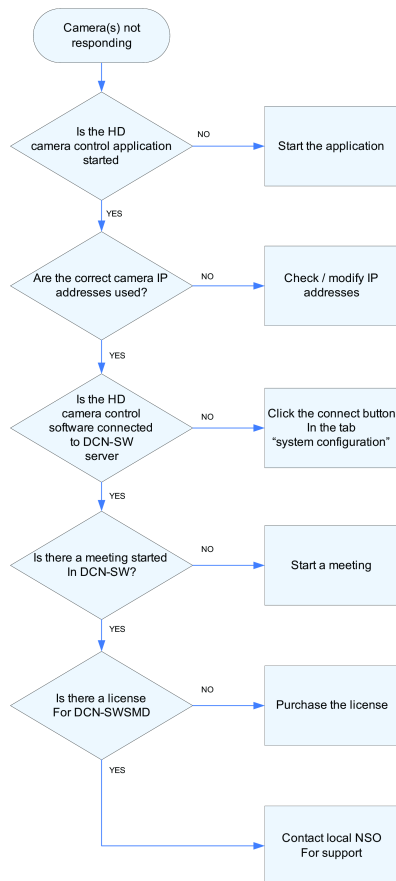 Camera(s) not
responding
Is the HD
camera control application
started
NO
Start the application
YES
Are the correct camera IP
addresses used?
NO
Check / modify IP
addresses
YES
Is the HD
camera control
software connected
to DCN-SW
server
NO
Click the connect button
In the tab
“system configuration”
YES
Is there a meeting started
In DCN-SW?
NO
Start a meeting
YES
Is there a license
For DCN-SWSMD
NO
Purchase the license
YES
Contact local NSO
For support